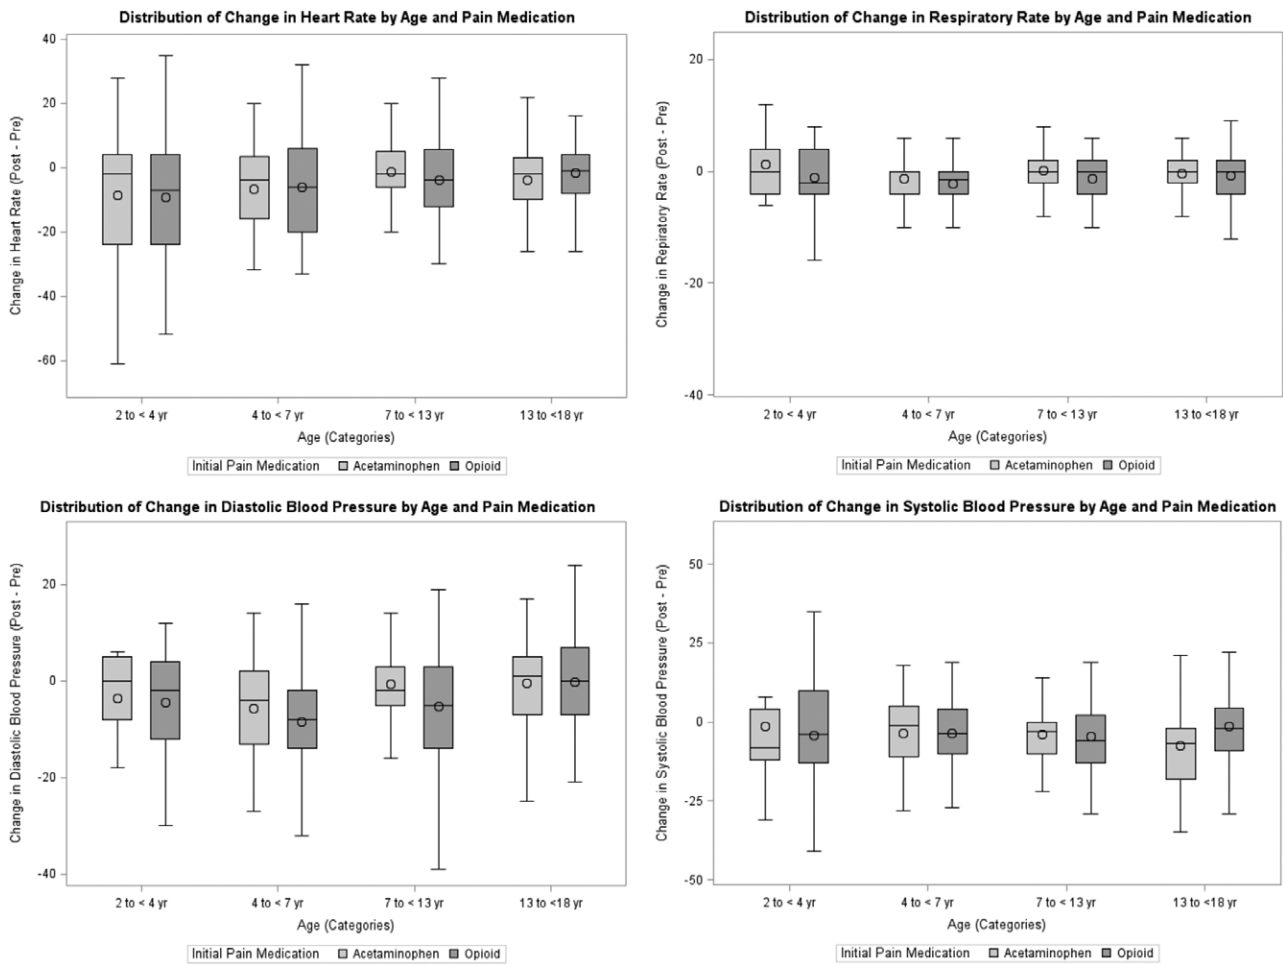 Distribution of Change in Heart Rate by Age and Pain Medication
Change in Heart Rate (Post - Pre)
40
20
0
-20
-40
-60
2 to < 4 yr 4 to < 7 yr 7 to < 13 yr 13 to <18 yr
Age (Categories)
Initial Pain Medication Acetaminophen Opioid
Distribution of Change in Respiratory Rate by Age and Pain Medication
Change in Repiratory Rate (Post - Pre)
20
0
-20
-40
2 to < 4 yr 4 to < 7 yr 7 to < 13 yr 13 to <18 yr
Age (Categories)
Initial Pain Medication Acetaminophen Opioid
Distribution of Change in Diastolic Blood Pressure by Age and Pain Medication
Change in Diastolic Blood Pressure (Post - Pre)
20
0
-20
-40
2 to < 4 yr 4 to < 7 yr 7 to < 13 yr 13 to <18 yr
Age (Categories)
Initial Pain Medication Acetaminophen Opioid
Distribution of Change in Systolic Blood Pressure by Age and Pain Medication
Change in Systolic Blood Pressure (Post - Pre)
50
25
0
-25
-50
2 to < 4 yr 4 to < 7 yr 7 to < 13 yr 13 to <18 yr
Age (Categories)
Initial Pain Medication Acetaminophen Opioid